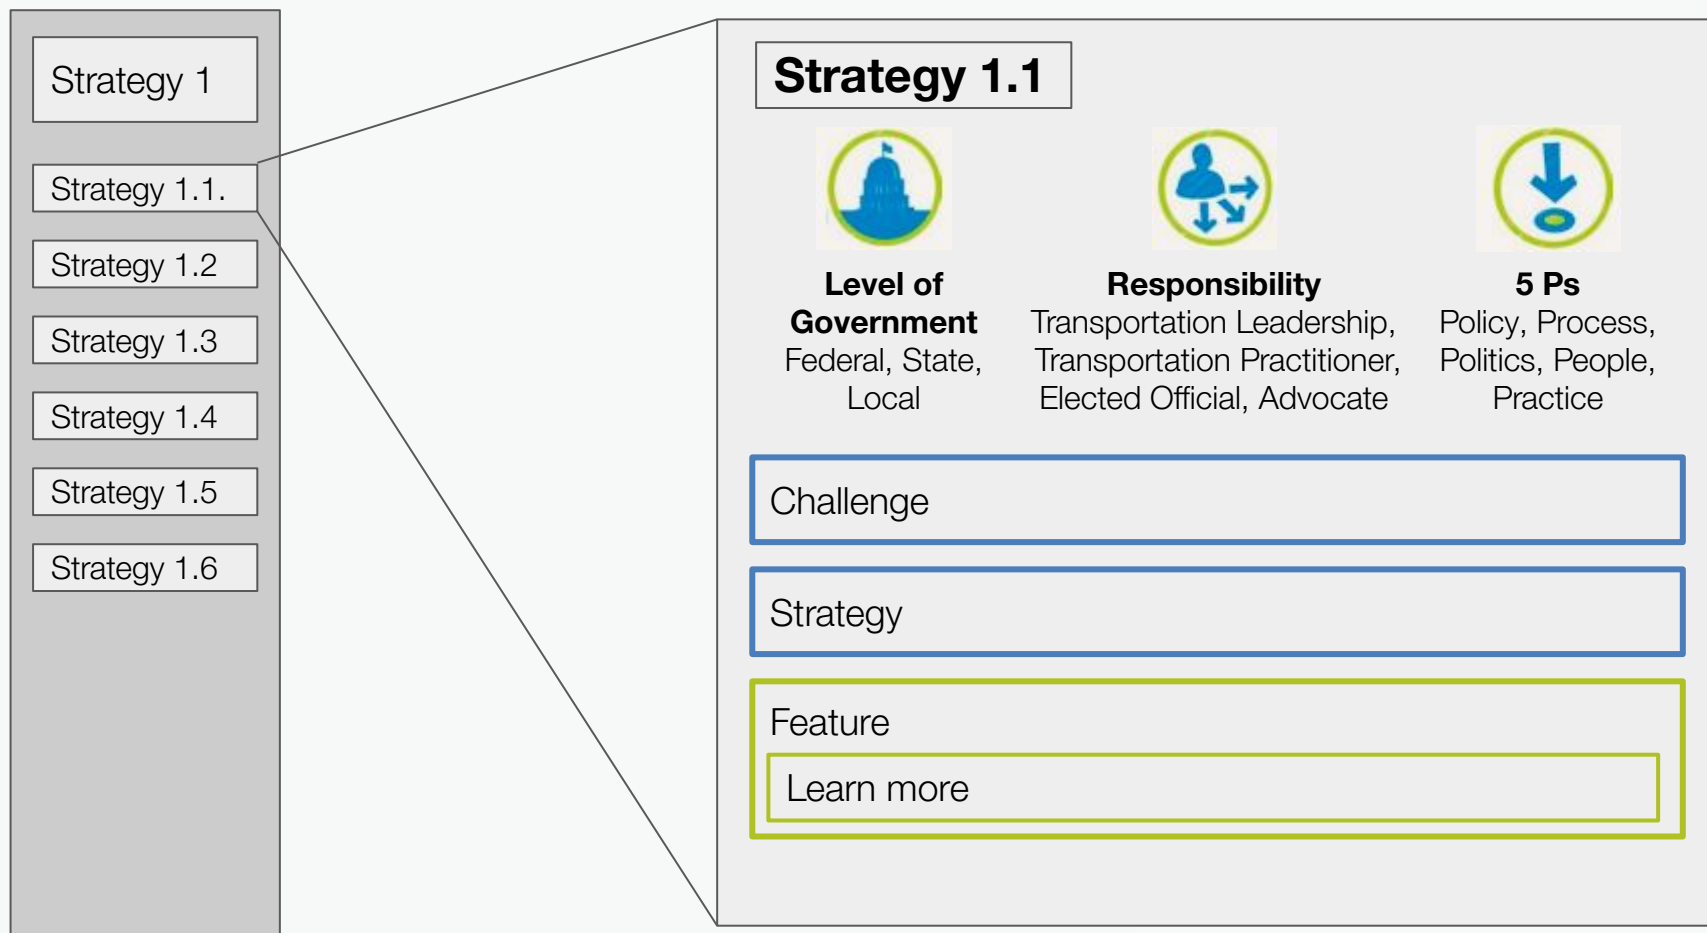 Strategy 1
Strategy 1.1.
Strategy 1.2
Strategy 1.3
Strategy 1.4
Strategy 1.5
Strategy 1.6
Strategy 1.1
Level of
Government
Federal, State,
Local
Responsibility
Transportation Leadership,
Transportation Practitioner,
Elected Official, Advocate
5 Ps
Policy, Process,
Politics, People,
Practice
Challenge
Strategy
Feature
Learn more